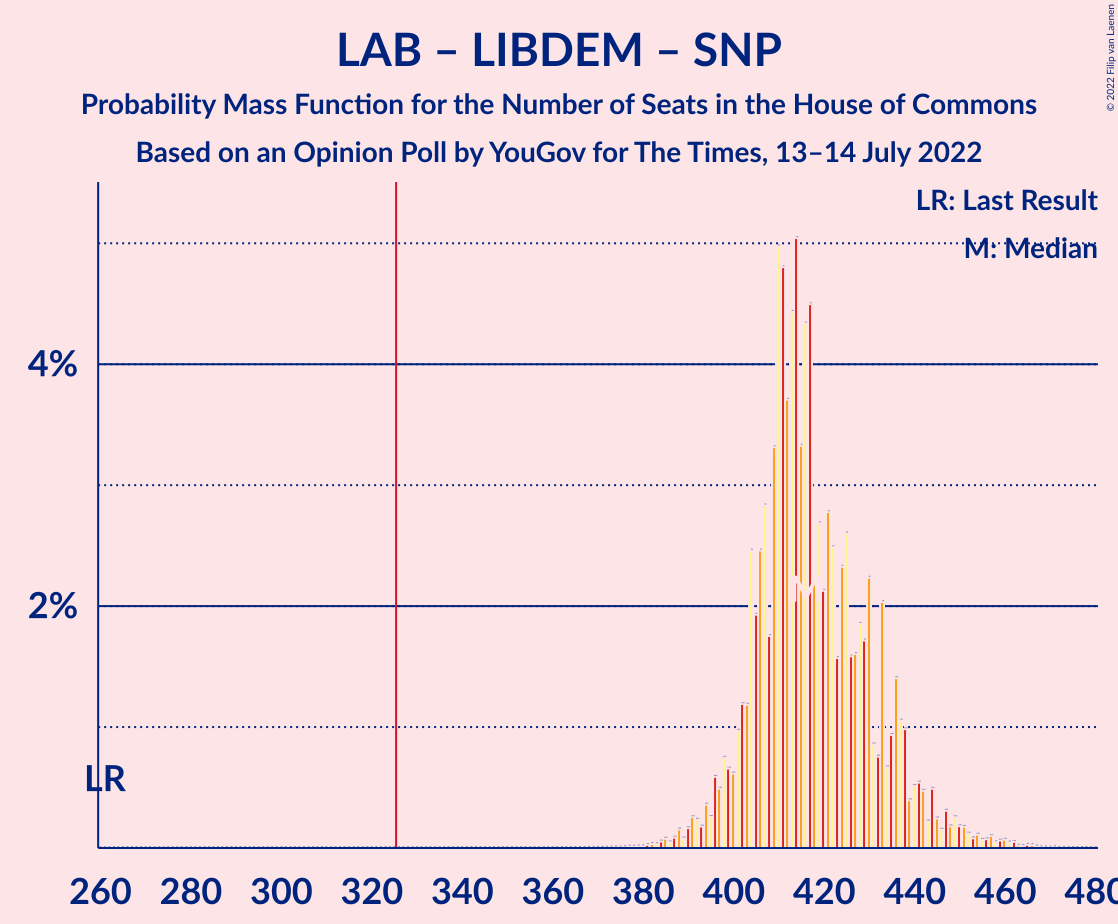 LAB – LIBDEM – SNP
Probability Mass Function for the Number of Seats in the House of Commons
Based on an Opinion Poll by YouGov for The Times, 13–14 July 2022
© 2022 Filip van Laenen
LR: Last Result
M: Median
4%
2%
M
LR
260 280 300 320 340 360 380 400 420 440 460 480